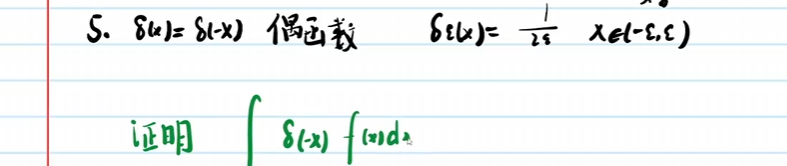 5. δ(x)= δ(-x) 偶函数 δε(x)= 1/2ε x∈(-ε,ε)
证明 ∫ δ(-x) f(x)dx